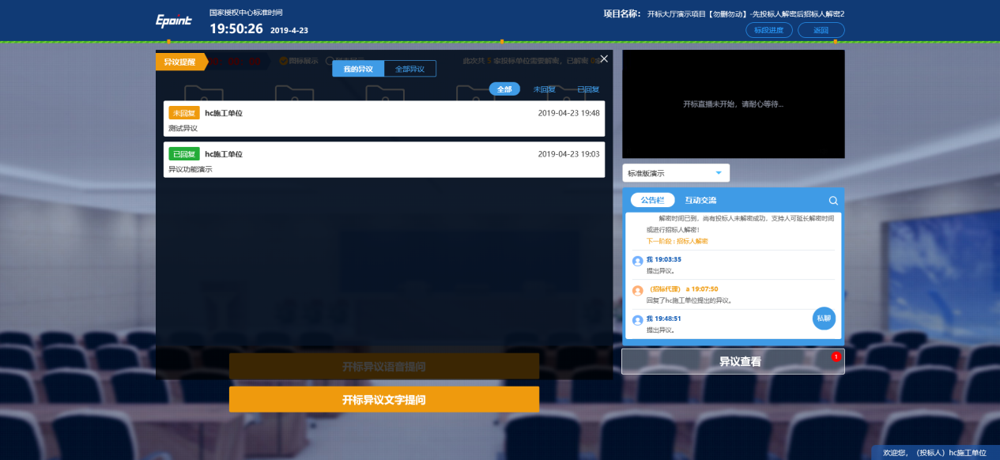 Epoint
国家授权中心标准时间
19:50:26 2019-4-23
项目名称： 开标大厅演示项目【勿删勿动】-先投标人解密后招标人解密2
标段进度 返回
异议提醒
图标展示
此次共 5 家投标单位需要解密，已解密 0
我的异议 全部异议
全部 未回复 已回复
未回复 hc施工单位 2019-04-23 19:48
测试异议
已回复 hc施工单位 2019-04-23 19:03
异议功能演示
开标异议语音提问
开标异议文字提问
开标直播未开始，请耐心等待...
标准版演示
公告栏 互动交流
解密时间已到，尚有投标人未解密成功，支持人可延长解密时间
或进行招标人解密!
下一阶段：招标人解密
我 19:03:35
提出异议。
（招标代理） a 19:07:50
回复了hc施工单位提出的异议。
我 19:48:51
提出异议。
私聊
异议查看 1
欢迎您，（投标人）hc施工单位